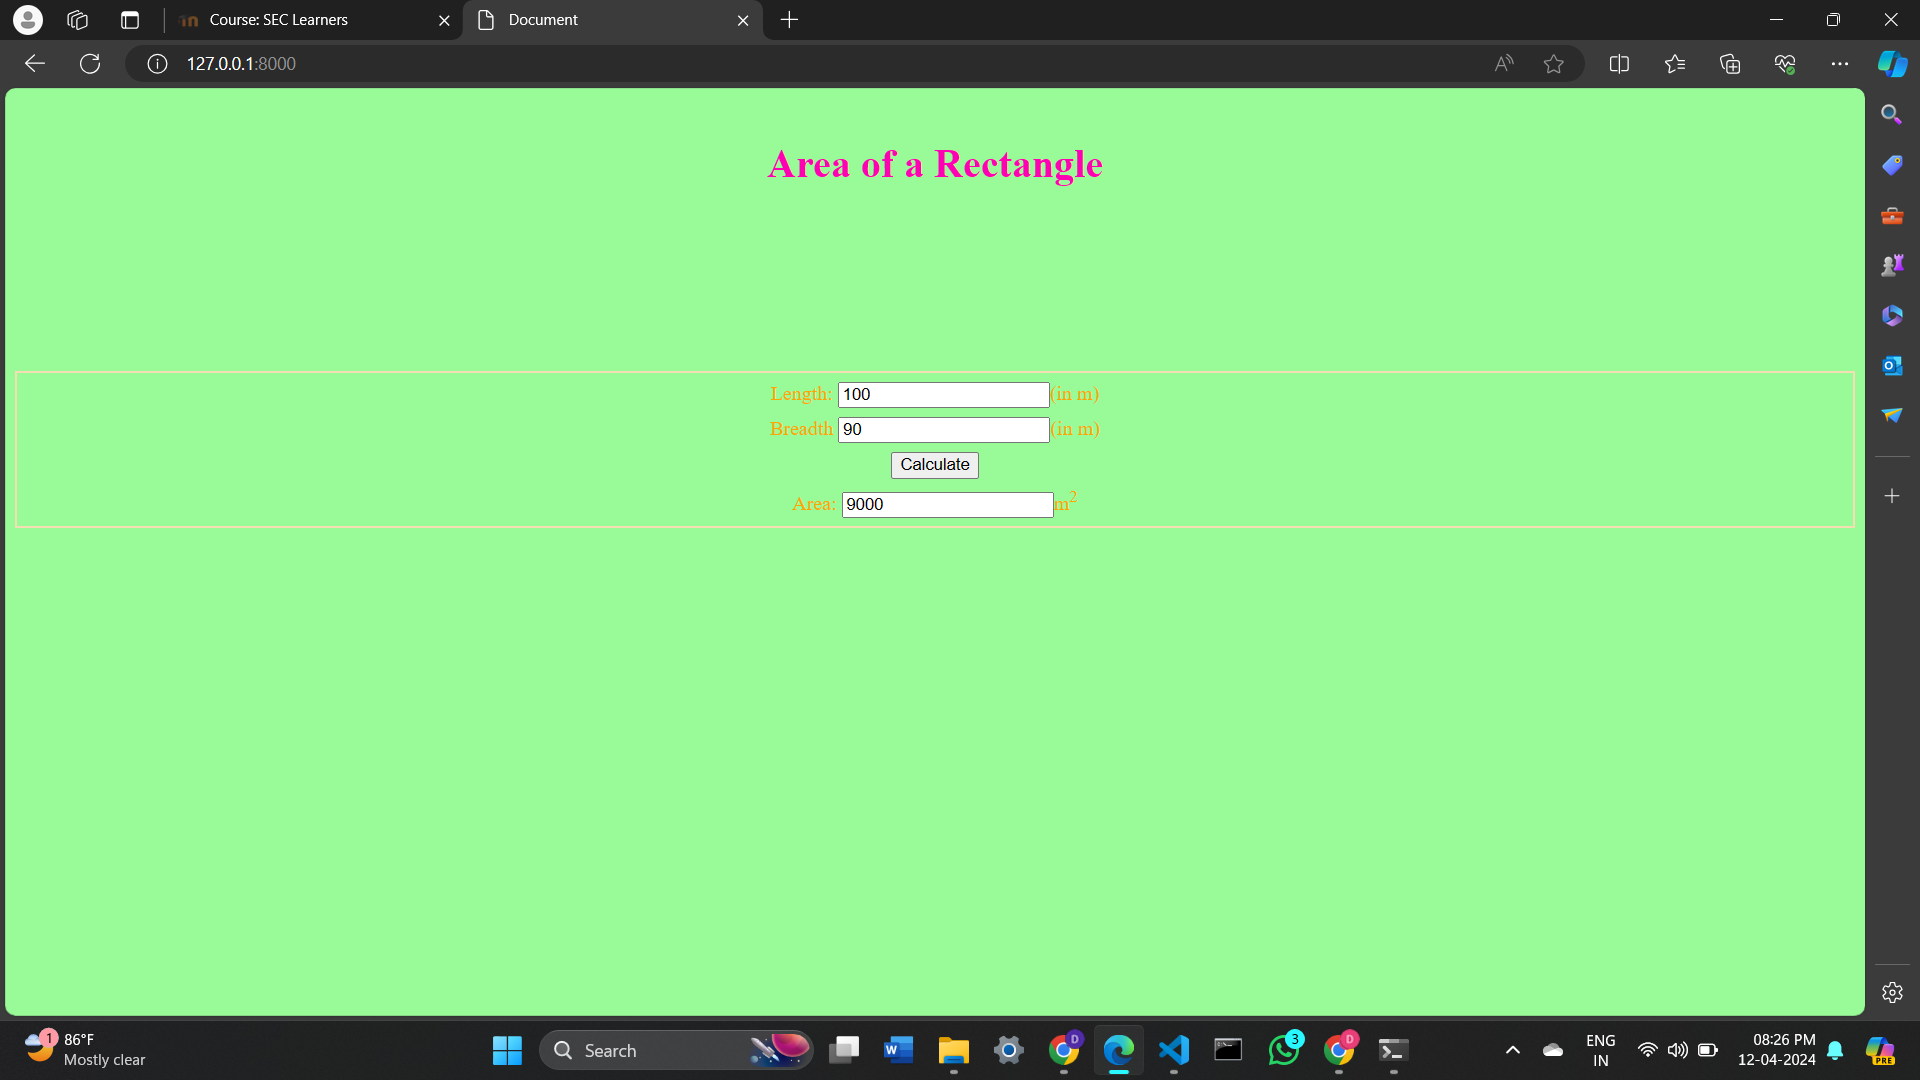 Course: SEC Learners
Document
127.0.0.1:8000
Area of a Rectangle
Length: 100 (in m)
Breadth 90 (in m)
Calculate
Area: 9000 m²
1
86°F
Mostly clear
Search
W
D
3
D
ENG
IN
08:26 PM
12-04-2024
PRE